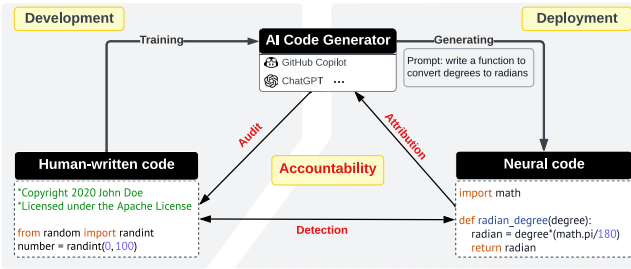 Development
Deployment
Training
AI Code Generator
Generating
GitHub Copilot
ChatGPT ...
Prompt: write a function to
convert degrees to radians
Audit
Attribution
Human-written code
Accountability
Neural code
"Copyright 2020 John Doe
"Licensed under the Apache License
from random import randint
number = randint(0,100)
Detection
import math
def radian_degree(degree):
radian = degree*(math.pi/180)
return radian